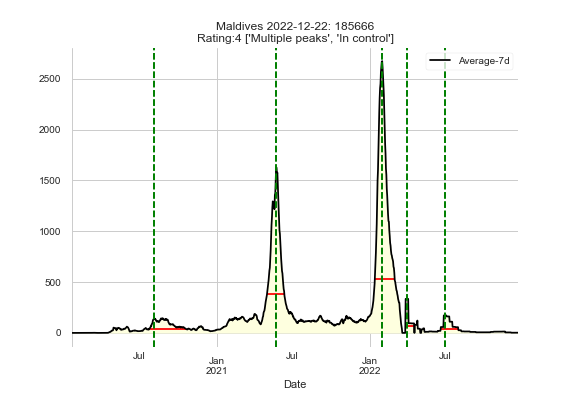 Maldives 2022-12-22: 185666
Rating:4 ['Multiple peaks', 'In control']
Average-7d
2500
2000
1500
1000
500
0
Jul
Jan
2021
Jul
Jan
2022
Jul
Date